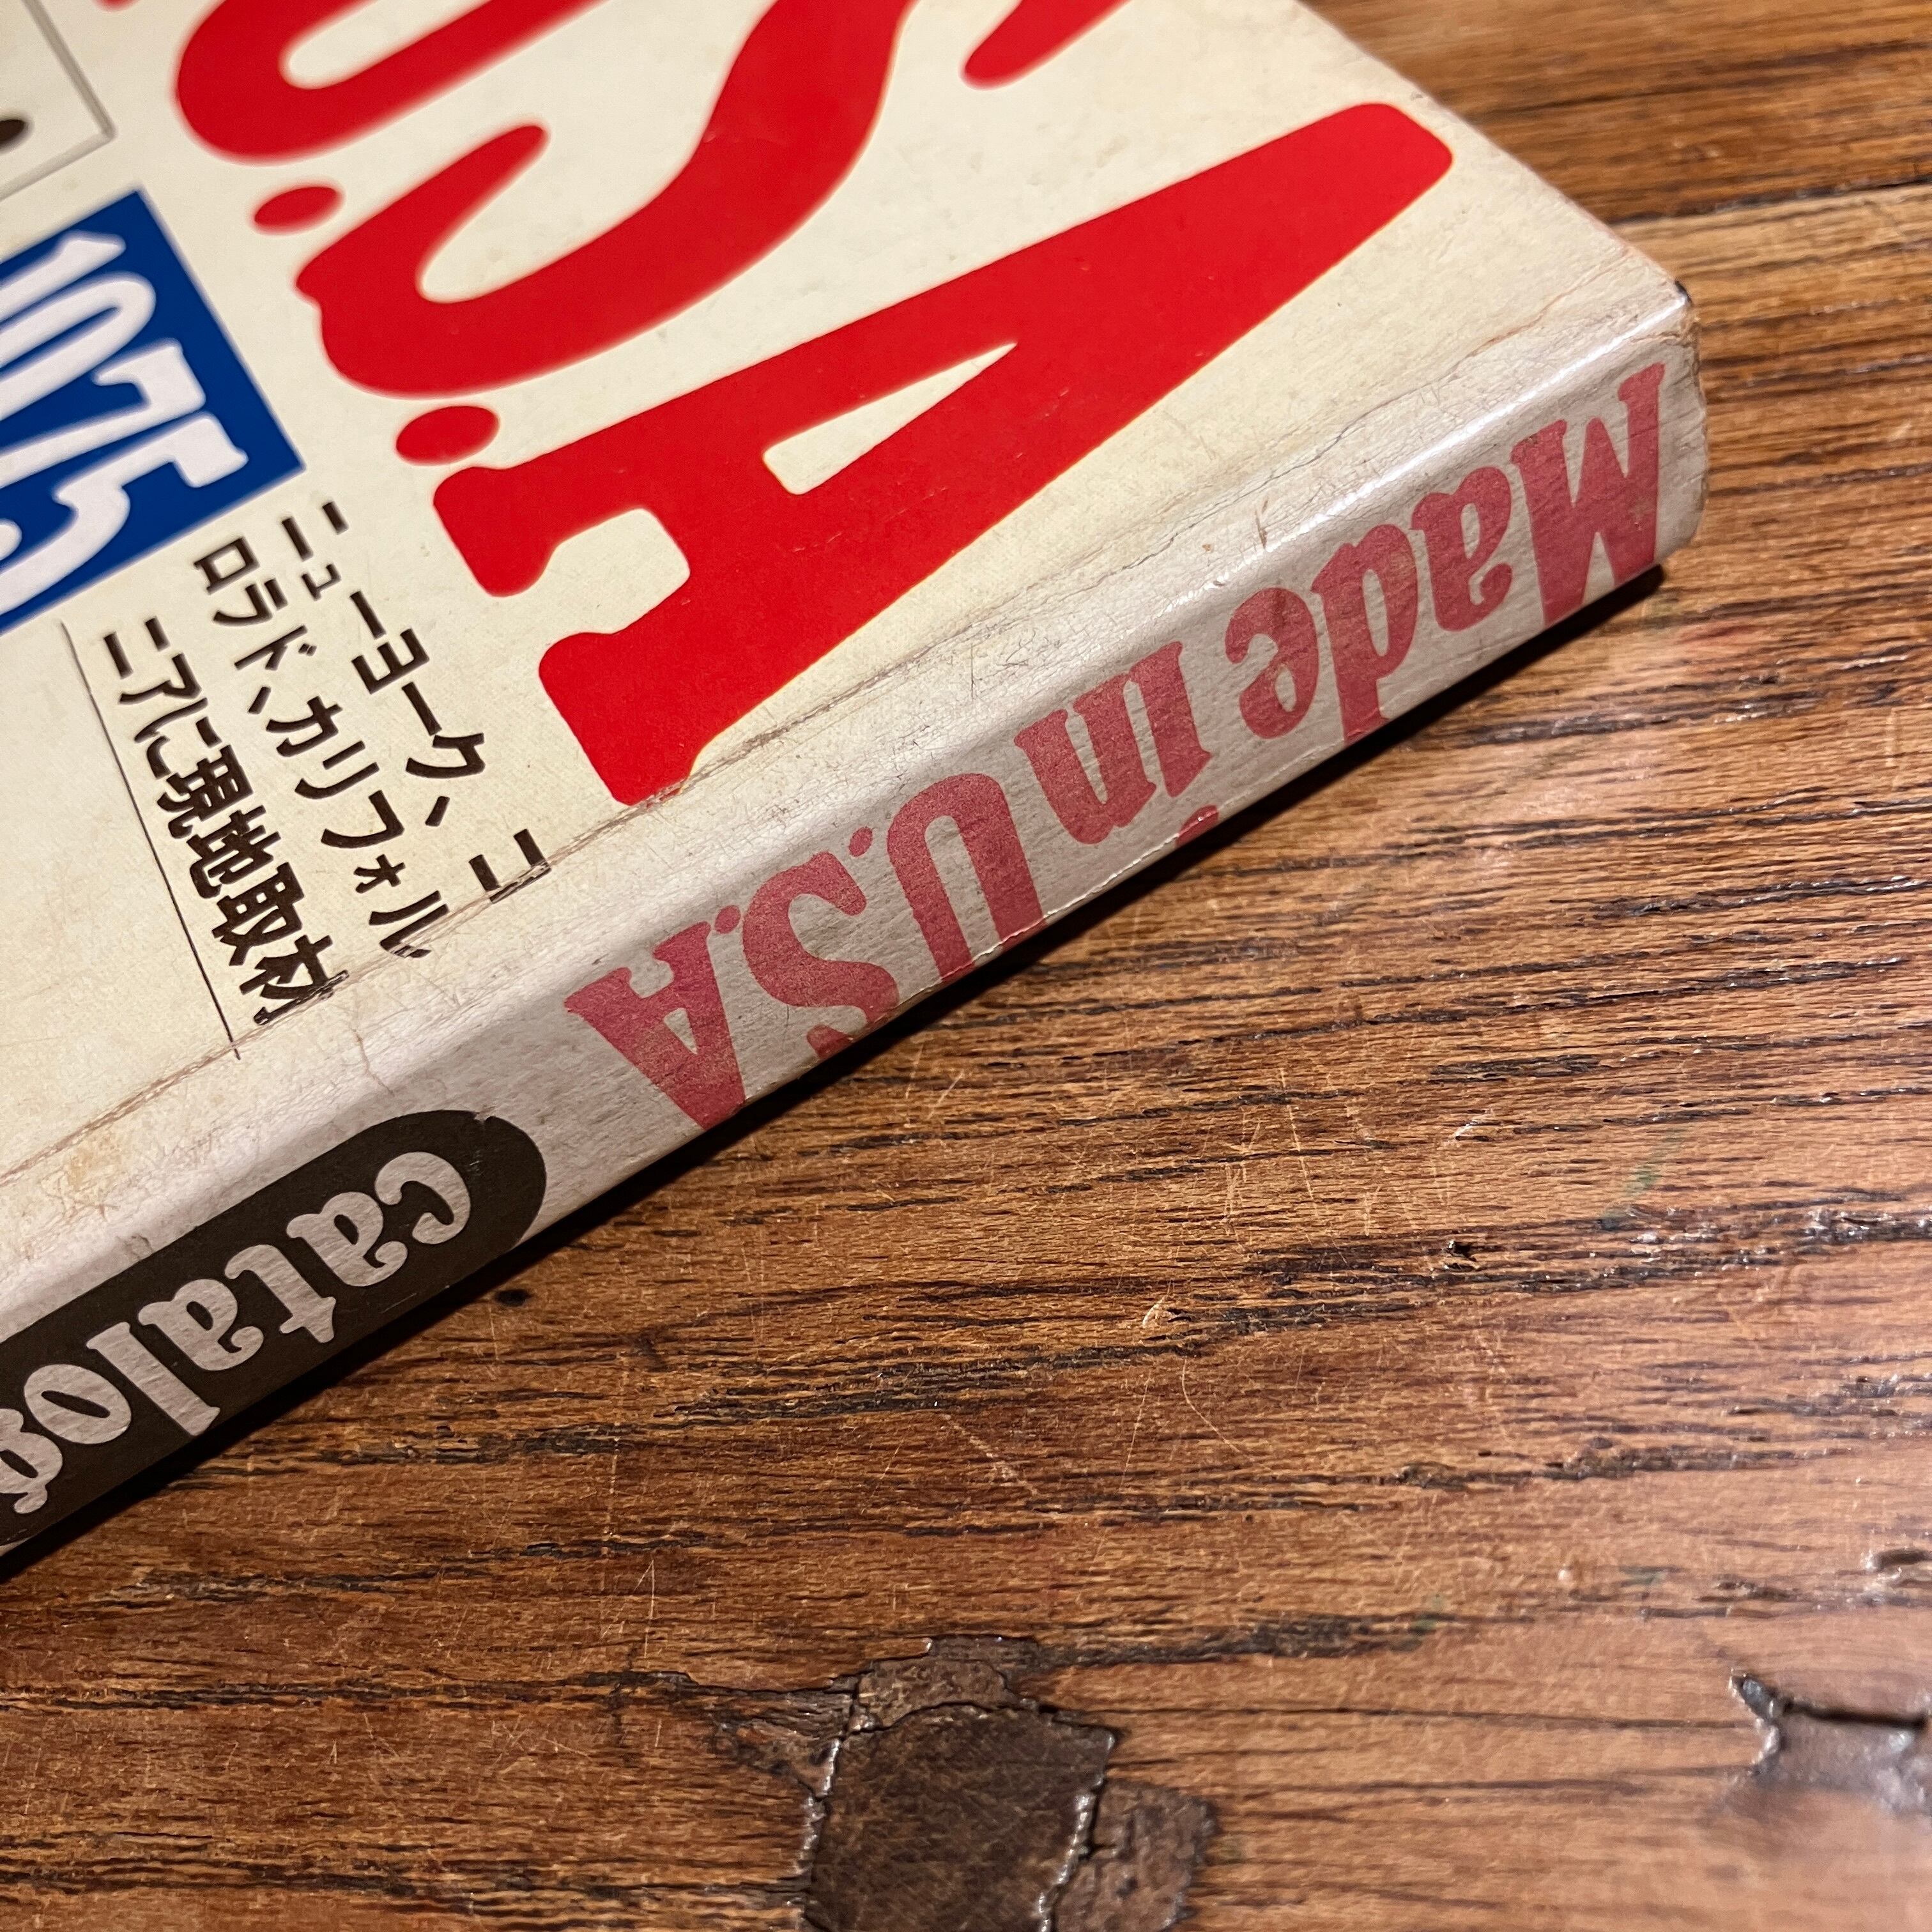 U.S.A
1975
ニューヨーク、コ
ロラド、カリフォル
ニアに現地取材
Made in U.S.A
catalog